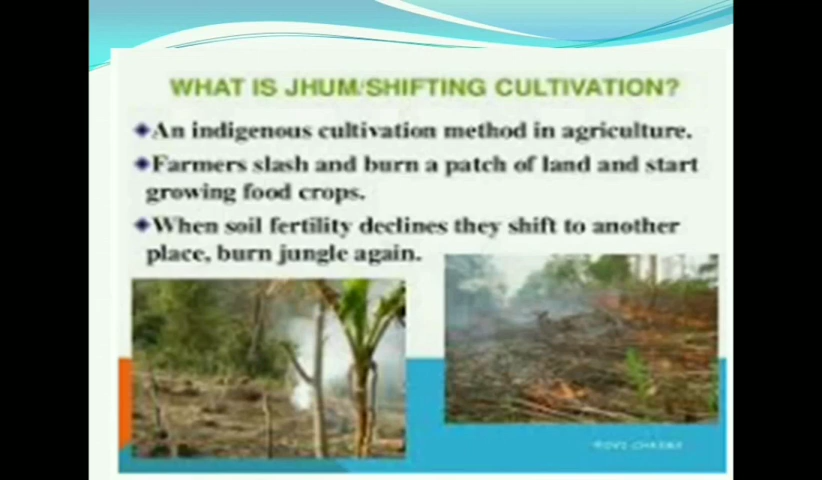 WHAT IS JHUM/SHIFTING CULTIVATION?
An indigenous cultivation method in agriculture.
Farmers slash and burn a patch of land and start
growing food crops.
When soil fertility declines they shift to another
place, burn jungle again.